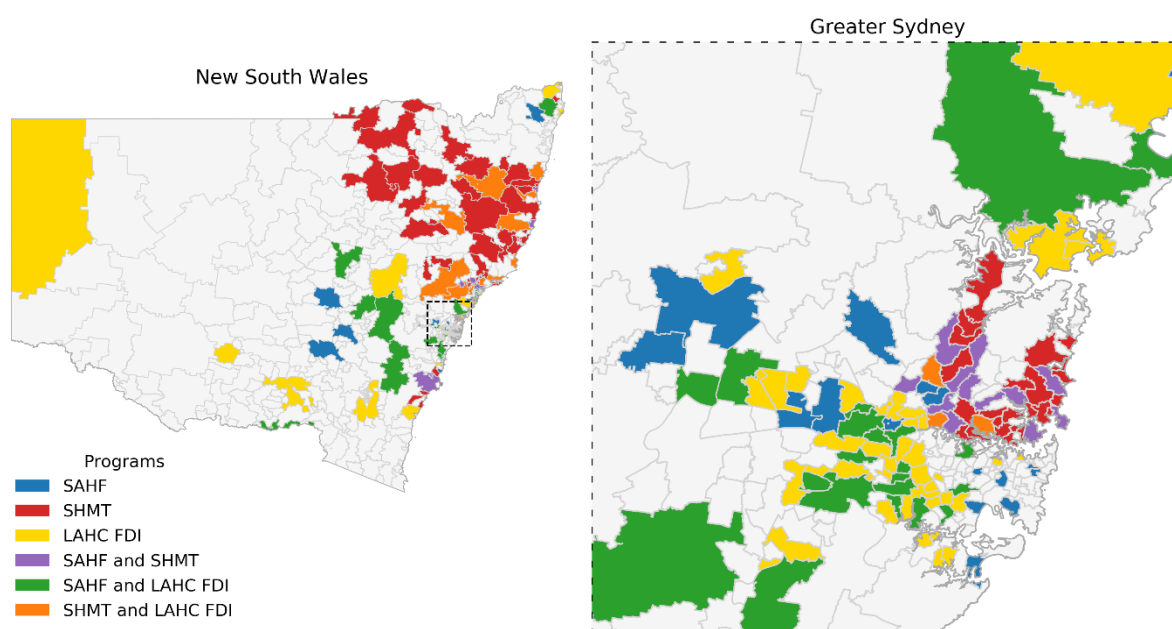 Greater Sydney
New South Wales
Programs
SAHF
SHMT
LAHC FDI
SAHF and SHMT
SAHF and LAHC FDI
SHMT and LAHC FDI